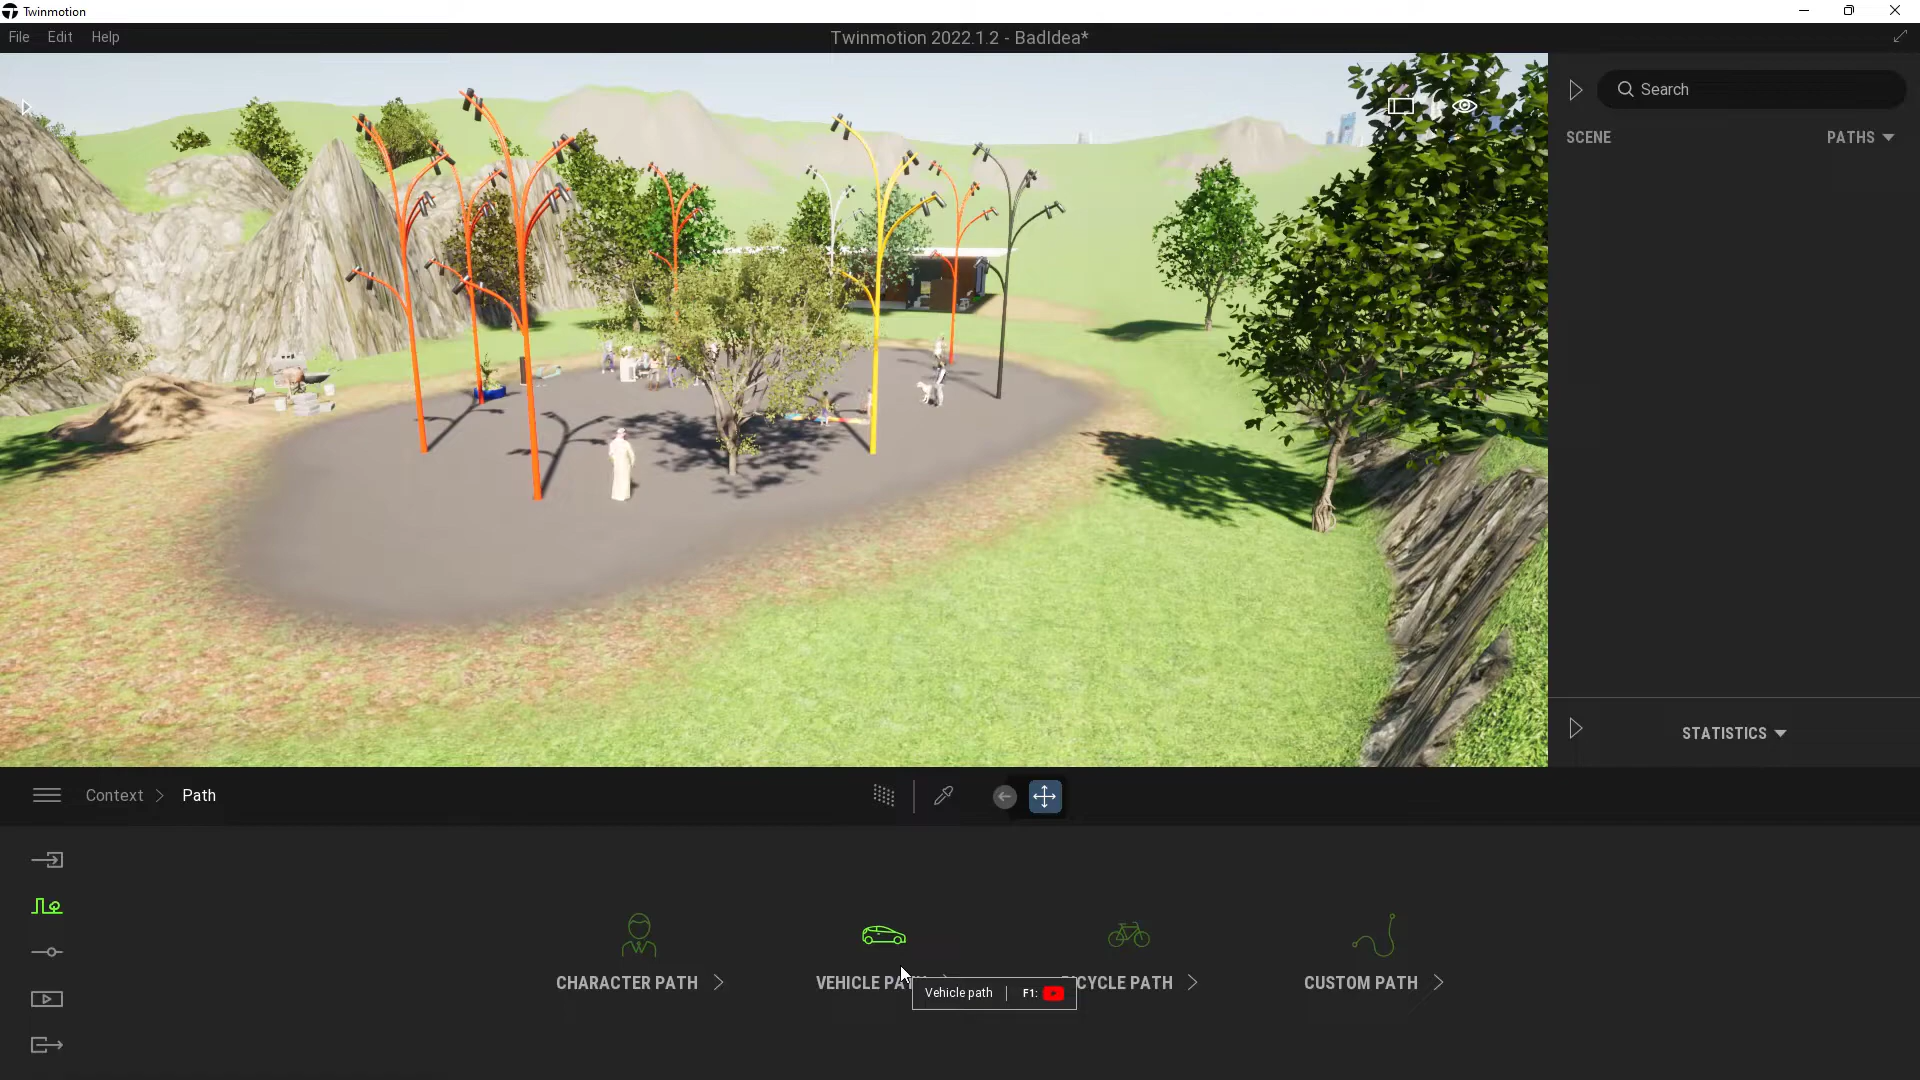 Twinmotion
File Edit Help
Twinmotion 2022.1.2 - BadIdea*
Search
SCENE
PATHS
STATISTICS
Context > Path
CHARACTER PATH
VEHICLE
CYCLE PATH
CUSTOM PATH
Vehicle path | F1: